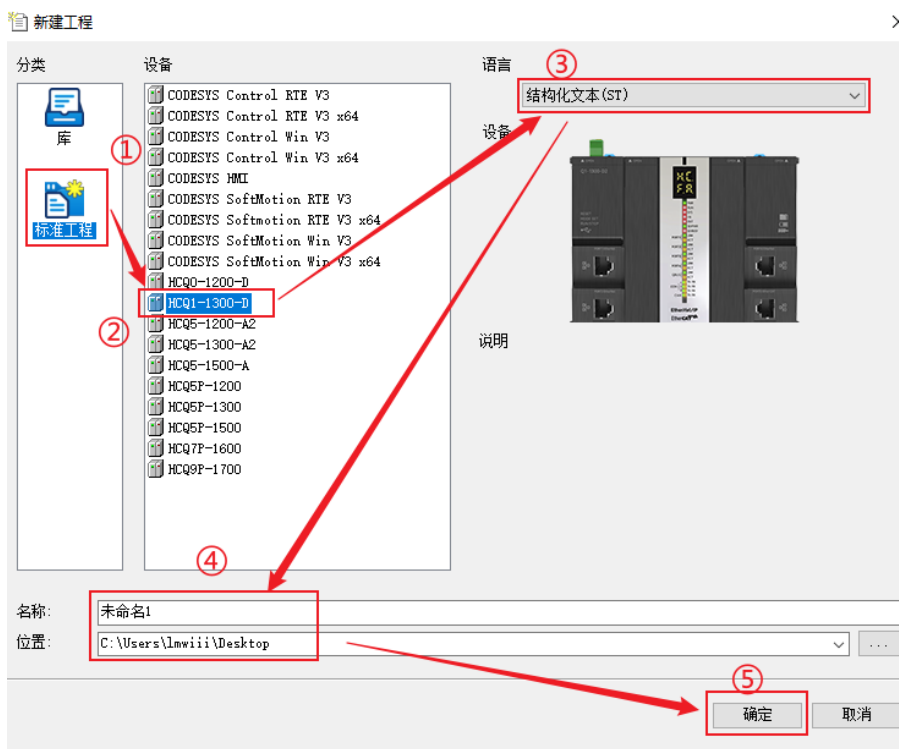 新建工程
分类
设备
语言
库
标准工程
①
②
CODESYS Control RTE V3
CODESYS Control RTE V3 x64
CODESYS Control Win V3
CODESYS Control Win V3 x64
CODESYS HMI
CODESYS SoftMotion RTE V3
CODESYS Softmotion RTE V3 x64
CODESYS SoftMotion Win V3
CODESYS SoftMotion Win V3 x64
HCQ0-1200-D
HCQ1-1300-D
HCQ5-1200-A2
HCQ5-1300-A2
HCQ5-1500-A
HCQ5P-1200
HCQ5P-1300
HCQ5P-1500
HCQ7P-1600
HCQ9P-1700
③
结构化文本(ST)
设备
HC
FR
EtherNet/IP
说明
④
名称:
未命名1
位置:
C:\Users\lmwiii\Desktop
...
⑤
确定
取消